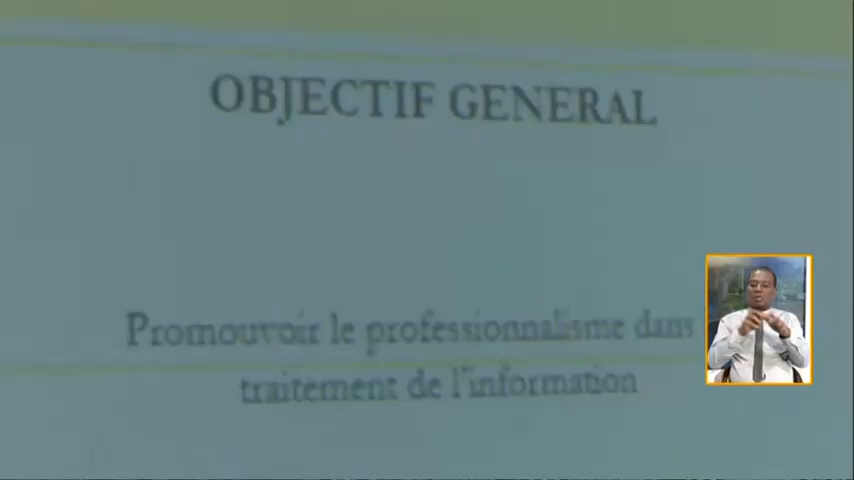 OBJECTIF GENERAL
Promouvoir le professionnalisme dans
traitement de l'information